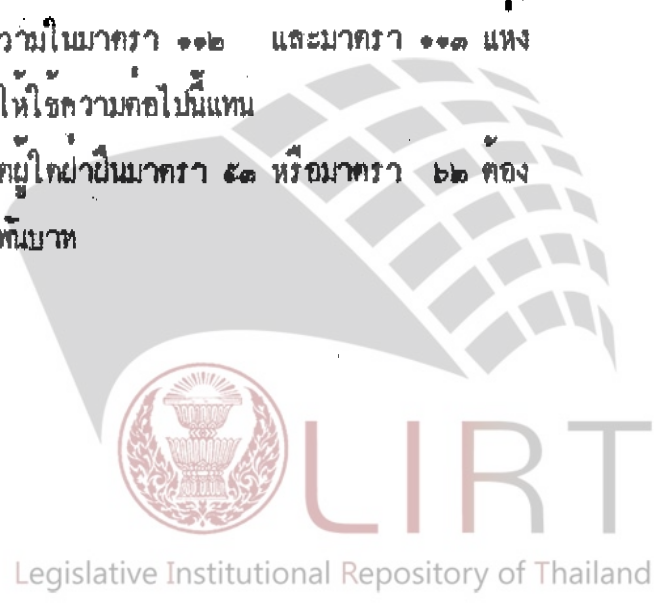 วามในมาตรา ๑๑๒ และมาตรา ๑๑๓ แห่ง
ให้ใช้ความต่อไปนี้แทน
ตผู้ใดฝ่าฝืนมาตรา ๕๓ หรือมาตรา ๖๒ ต้อง
พันบาท
LIRT
Legislative Institutional Repository of Thailand